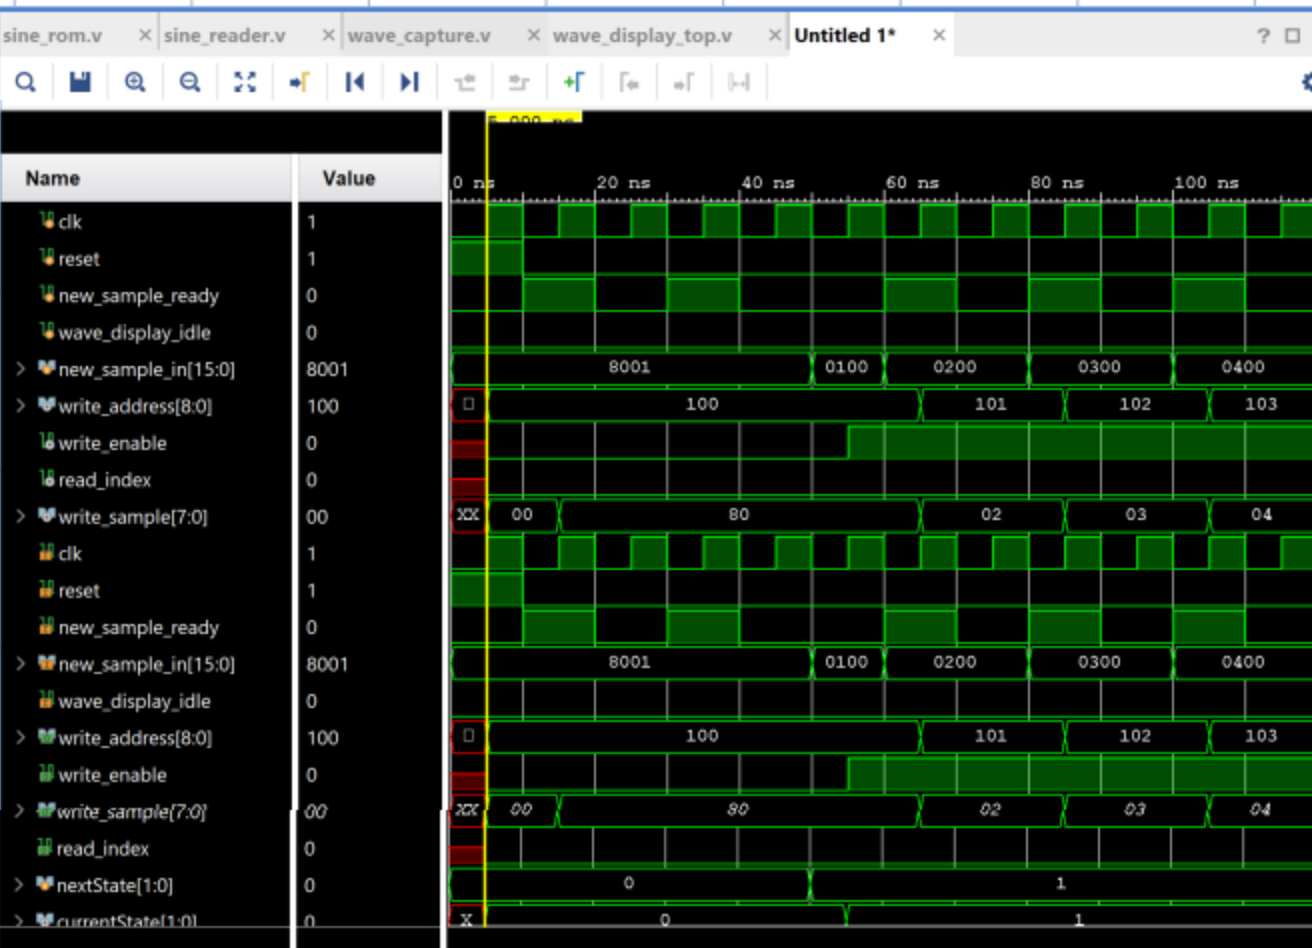 sine_rom.v × sine_reader.v × wave_capture.v × wave_display_top.v × Untitled 1* × ?
5.000 ns
Name Value 0 ns 20 ns 40 ns 60 ns 80 ns 100 ns
clk 1
reset 1
new_sample_ready 0
wave_display_idle 0
new_sample_in[15:0] 8001 8001 0100 0200 0300 0400
write_address[8:0] 100 100 101 102 103
write_enable 0
read_index 0
write_sample[7:0] 00 XX 00 80 02 03 04
clk 1
reset 1
new_sample_ready 0
new_sample_in[15:0] 8001 8001 0100 0200 0300 0400
wave_display_idle 0
write_address[8:0] 100 100 101 102 103
write_enable 0
write_sample[7:0] 00 XX 00 80 02 03 04
read_index 0
nextState[1:0] 0 0 1
currentState[1:0] 0 X 0 1